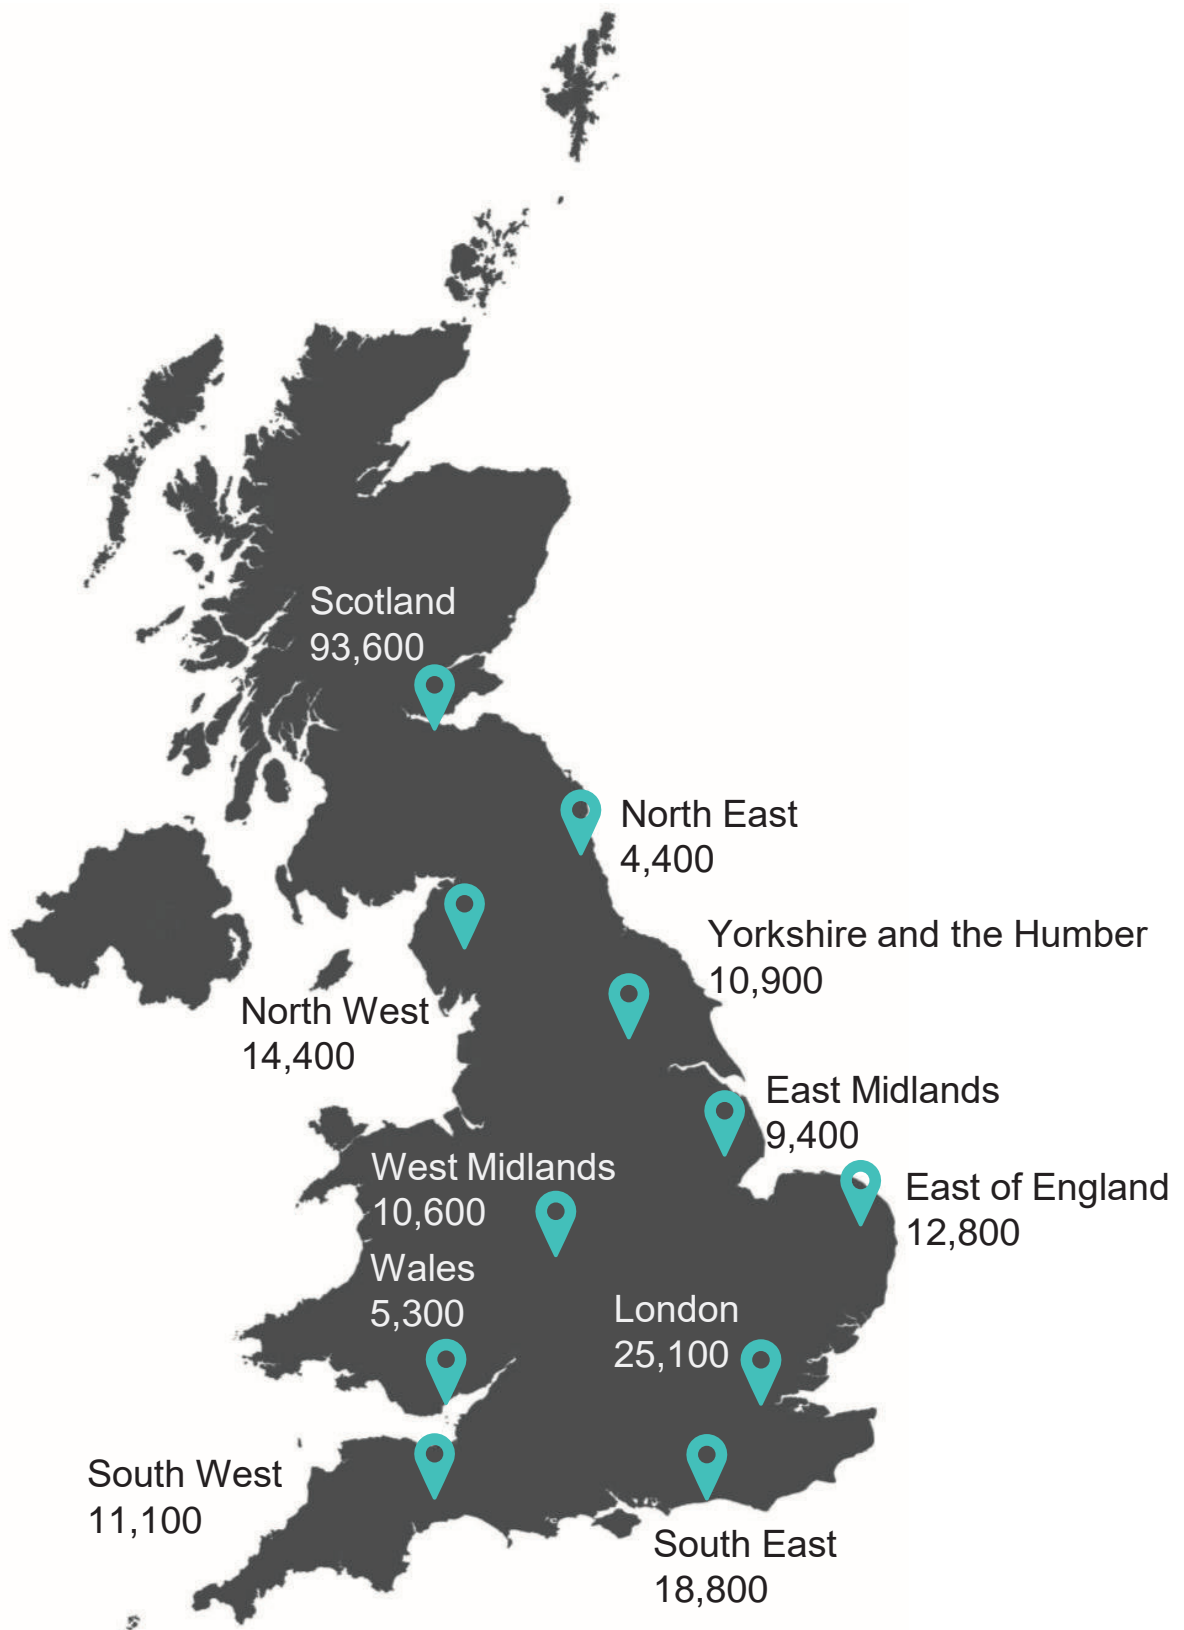 Scotland
93,600
North East
4,400
Yorkshire and the Humber
10,900
North West
14,400
East Midlands
9,400
West Midlands
10,600
East of England
12,800
Wales
5,300
London
25,100
South West
11,100
South East
18,800